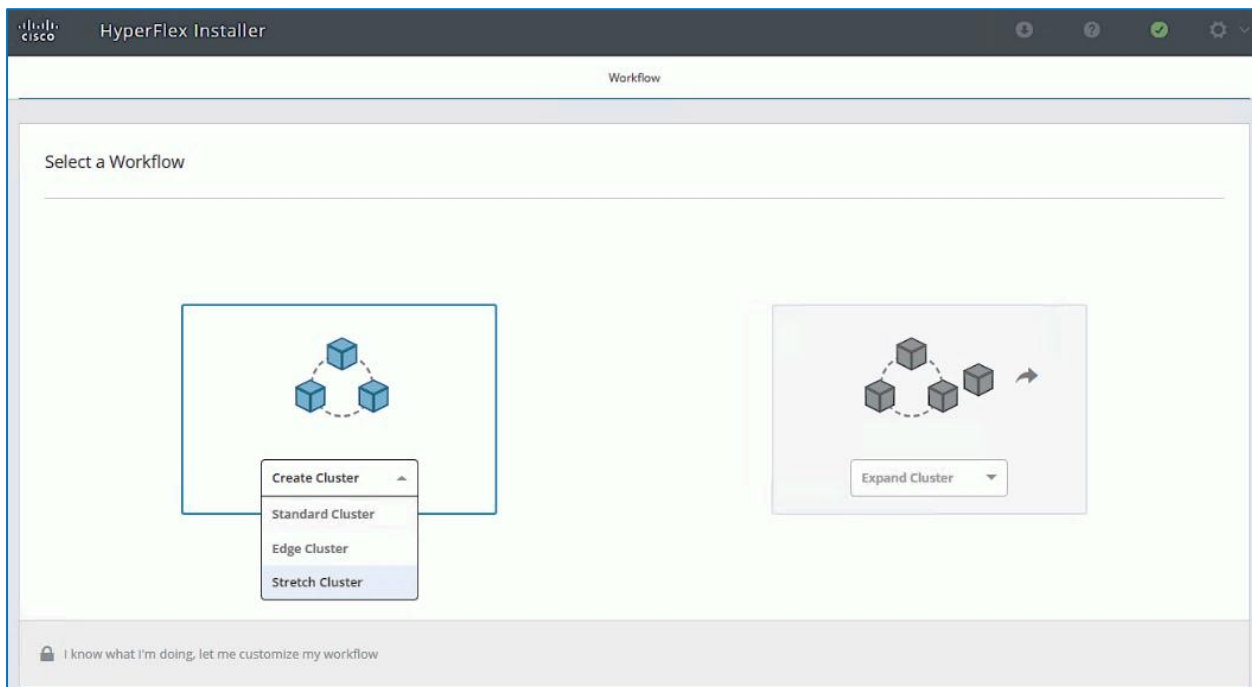 cisco
HyperFlex Installer
Workflow
Select a Workflow
Create Cluster
Standard Cluster
Edge Cluster
Stretch Cluster
Expand Cluster
I know what I'm doing, let me customize my workflow